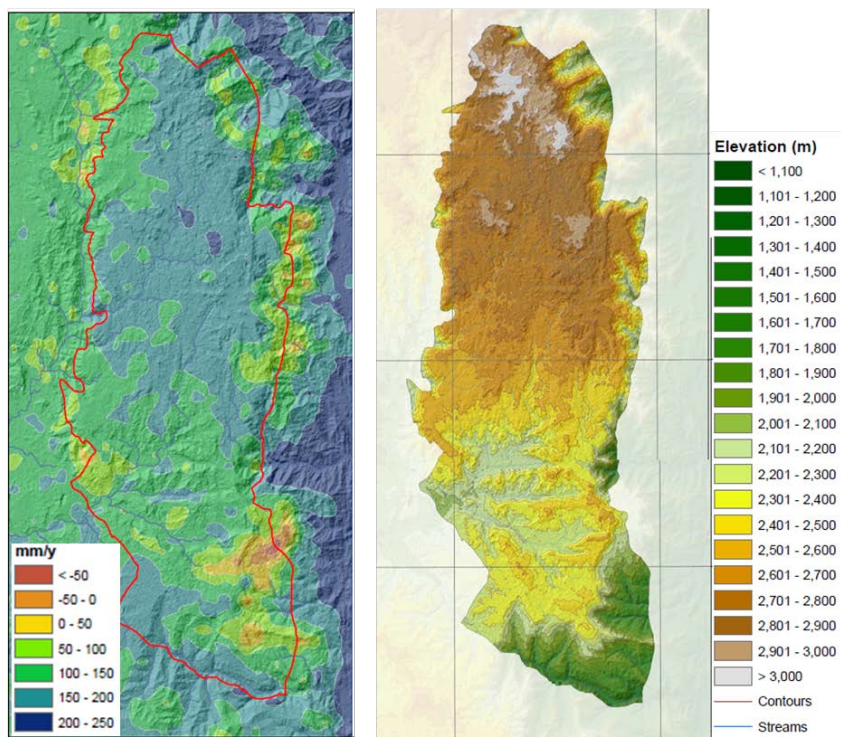 mm/y
< -50
-50 - 0
0 - 50
50 - 100
100 - 150
150 - 200
200 - 250
Elevation (m)
< 1,100
1,101 - 1,200
1,201 - 1,300
1,301 - 1,400
1,401 - 1,500
1,501 - 1,600
1,601 - 1,700
1,701 - 1,800
1,801 - 1,900
1,901 - 2,000
2,001 - 2,100
2,101 - 2,200
2,201 - 2,300
2,301 - 2,400
2,401 - 2,500
2,501 - 2,600
2,601 - 2,700
2,701 - 2,800
2,801 - 2,900
2,901 - 3,000
> 3,000
Contours
Streams